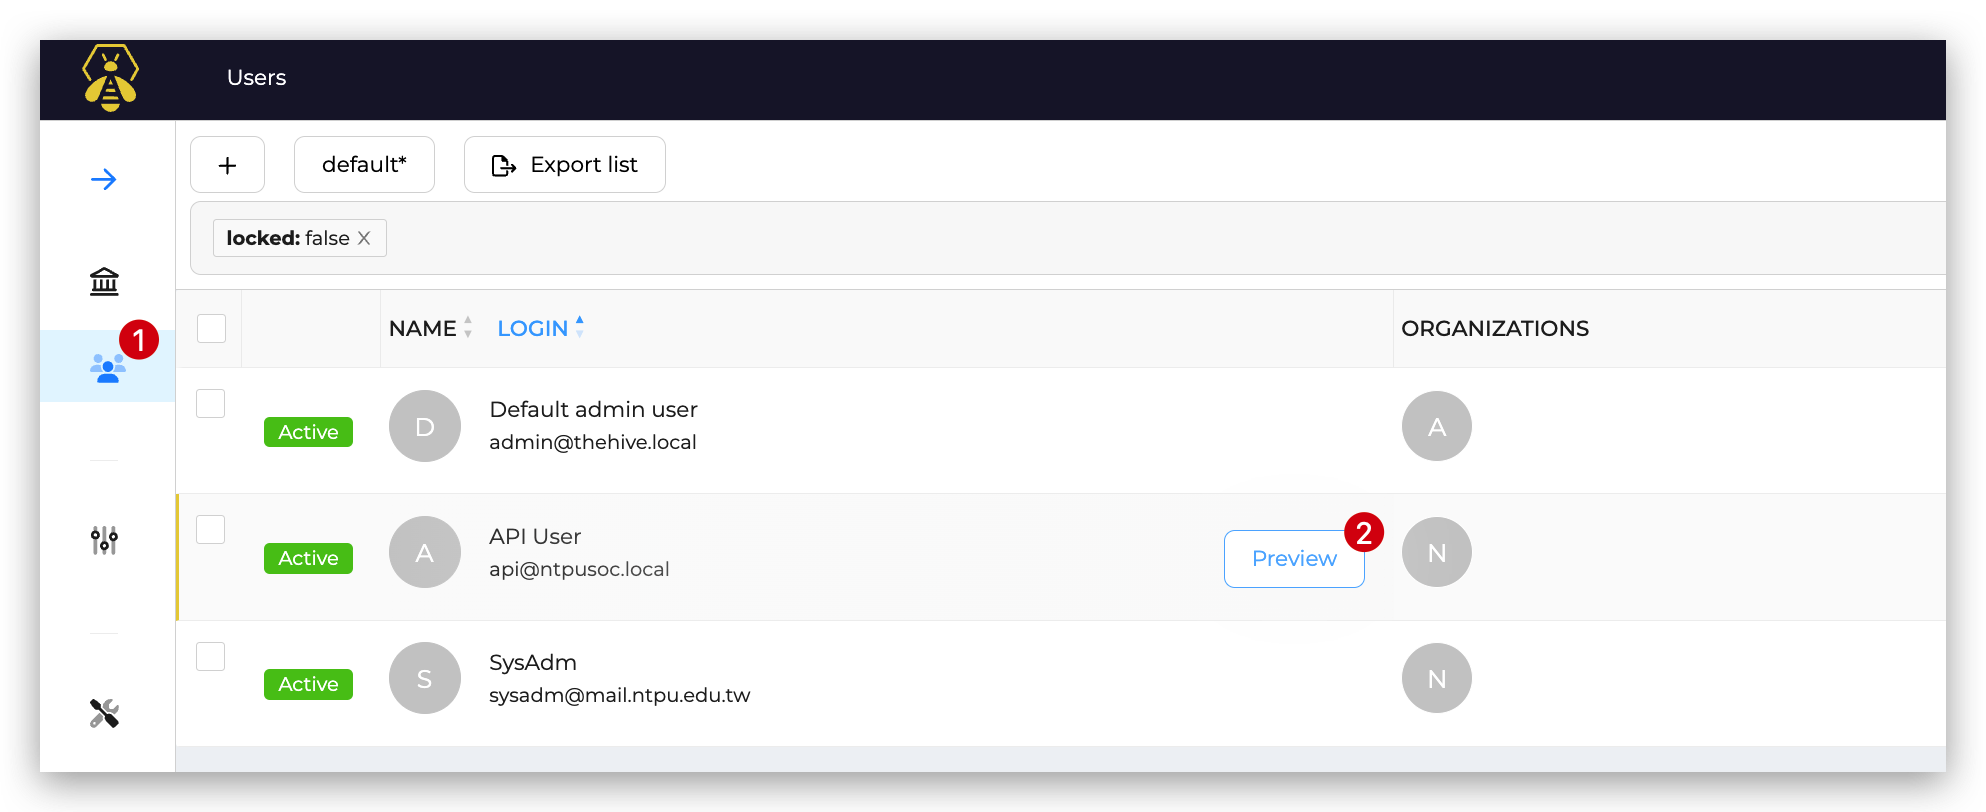 Users
+ default* Export list
locked: false X
NAME LOGIN ORGANIZATIONS
1
Active D Default admin user A
admin@thehive.local
Active A API User Preview 2 N
api@ntpusoc.local
Active S SysAdm N
sysadm@mail.ntpu.edu.tw